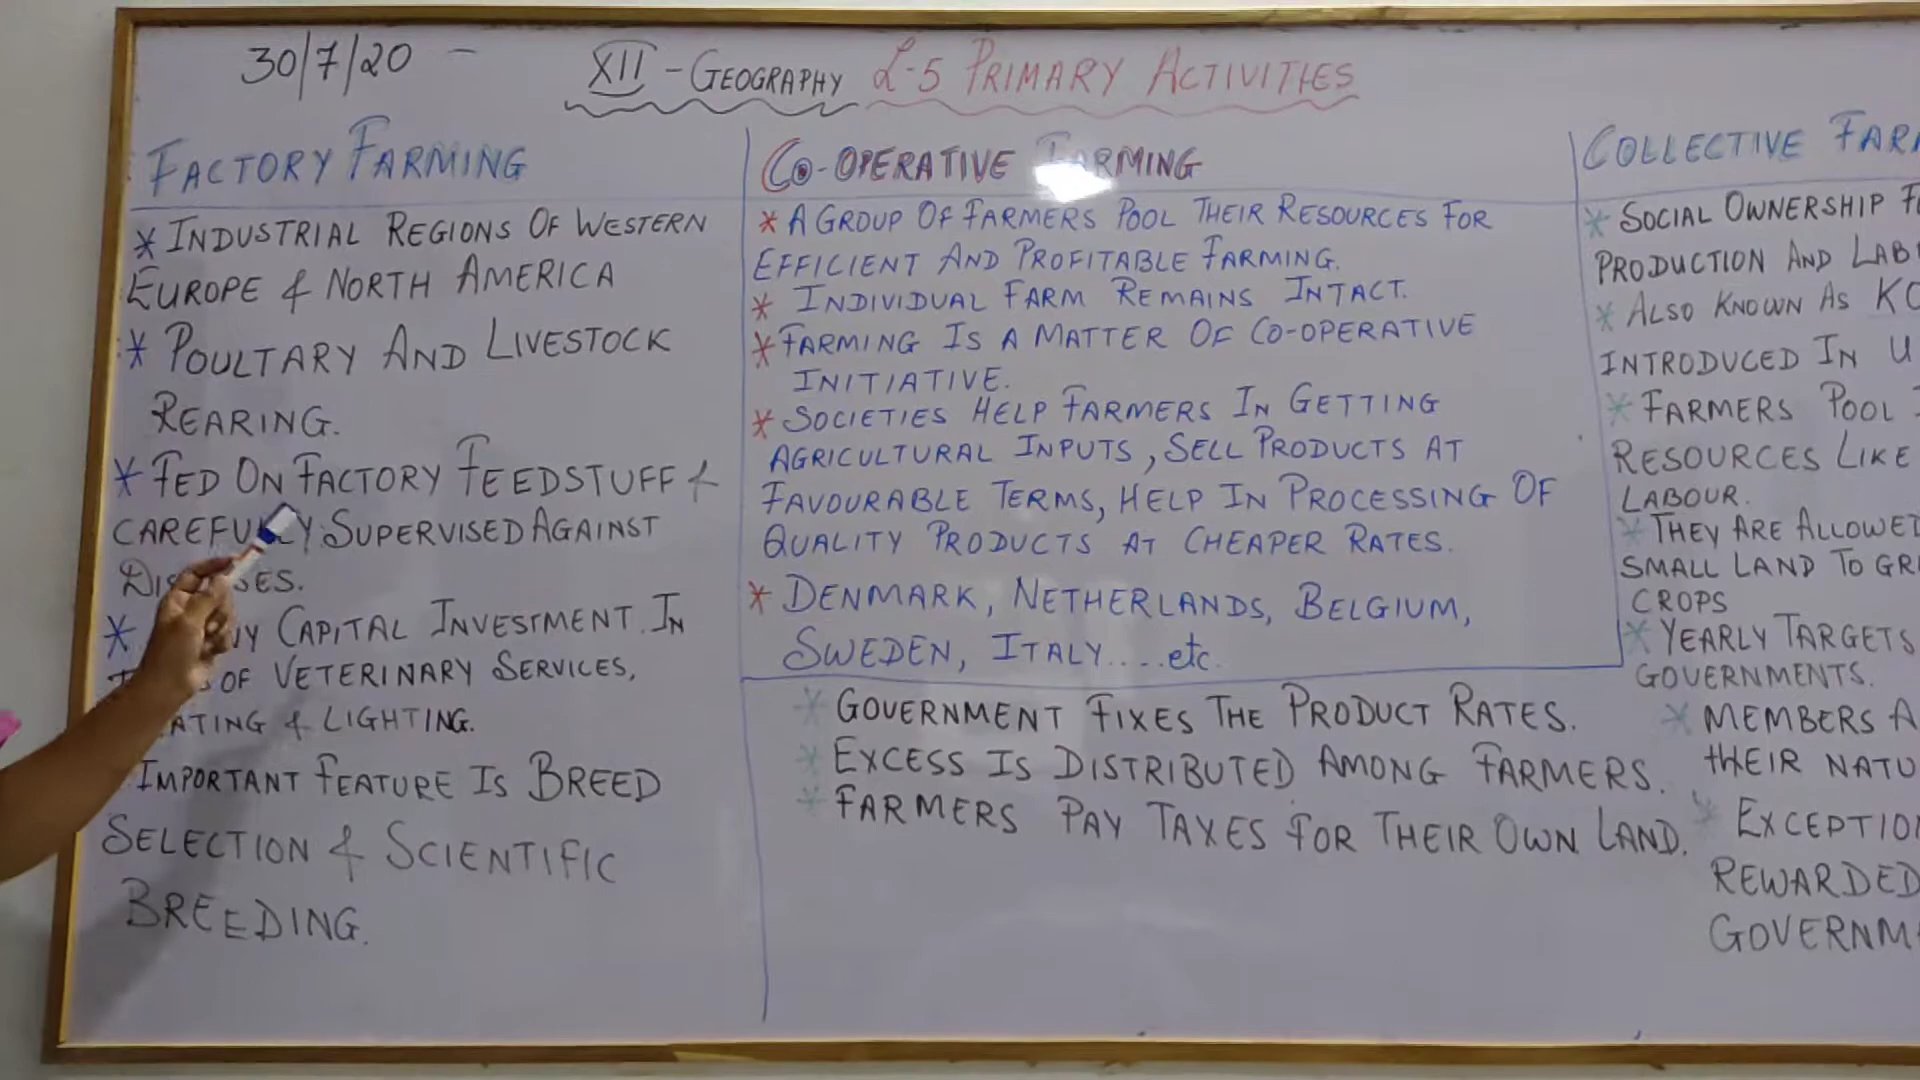 30/7/20 -
XII - GEOGRAPHY L-5 PRIMARY ACTIVITIES
FACTORY FARMING
* INDUSTRIAL REGIONS OF WESTERN
EUROPE & NORTH AMERICA
* POULTARY AND LIVESTOCK
REARING.
* FED ON FACTORY FEEDSTUFF &
CAREFULLY SUPERVISED AGAINST
* CAPITAL INVESTMENT IN
OF VETERINARY SERVICES,
& LIGHTING.
IMPORTANT FEATURE IS BREED
SELECTION & SCIENTIFIC
BREEDING.
CO-OPERATIVE FARMING
* A GROUP OF FARMERS POOL THEIR RESOURCES FOR
EFFICIENT AND PROFITABLE FARMING.
* INDIVIDUAL FARM REMAINS INTACT.
* FARMING IS A MATTER OF CO-OPERATIVE
INITIATIVE.
* SOCIETIES HELP FARMERS IN GETTING
AGRICULTURAL INPUTS, SELL PRODUCTS AT
FAVOURABLE TERMS, HELP IN PROCESSING OF
QUALITY PRODUCTS AT CHEAPER RATES.
* DENMARK, NETHERLANDS, BELGIUM,
SWEDEN, ITALY.....etc.
COLLECTIVE
* SOCIAL OWNERSHIP
PRODUCTION AND
* ALSO KNOWN AS
INTRODUCED IN
* FARMERS POOL
RESOURCES LIKE
LABOUR.
* THEY ARE ALLOWED
SMALL LAND TO
CROPS
* YEARLY TARGETS
GOVERNMENTS.
* MEMBERS
THEIR
* 
REWARDED
* GOVERNMENT FIXES THE PRODUCT RATES.
* EXCESS IS DISTRIBUTED AMONG FARMERS.
* FARMERS PAY TAXES FOR THEIR OWN LAND.